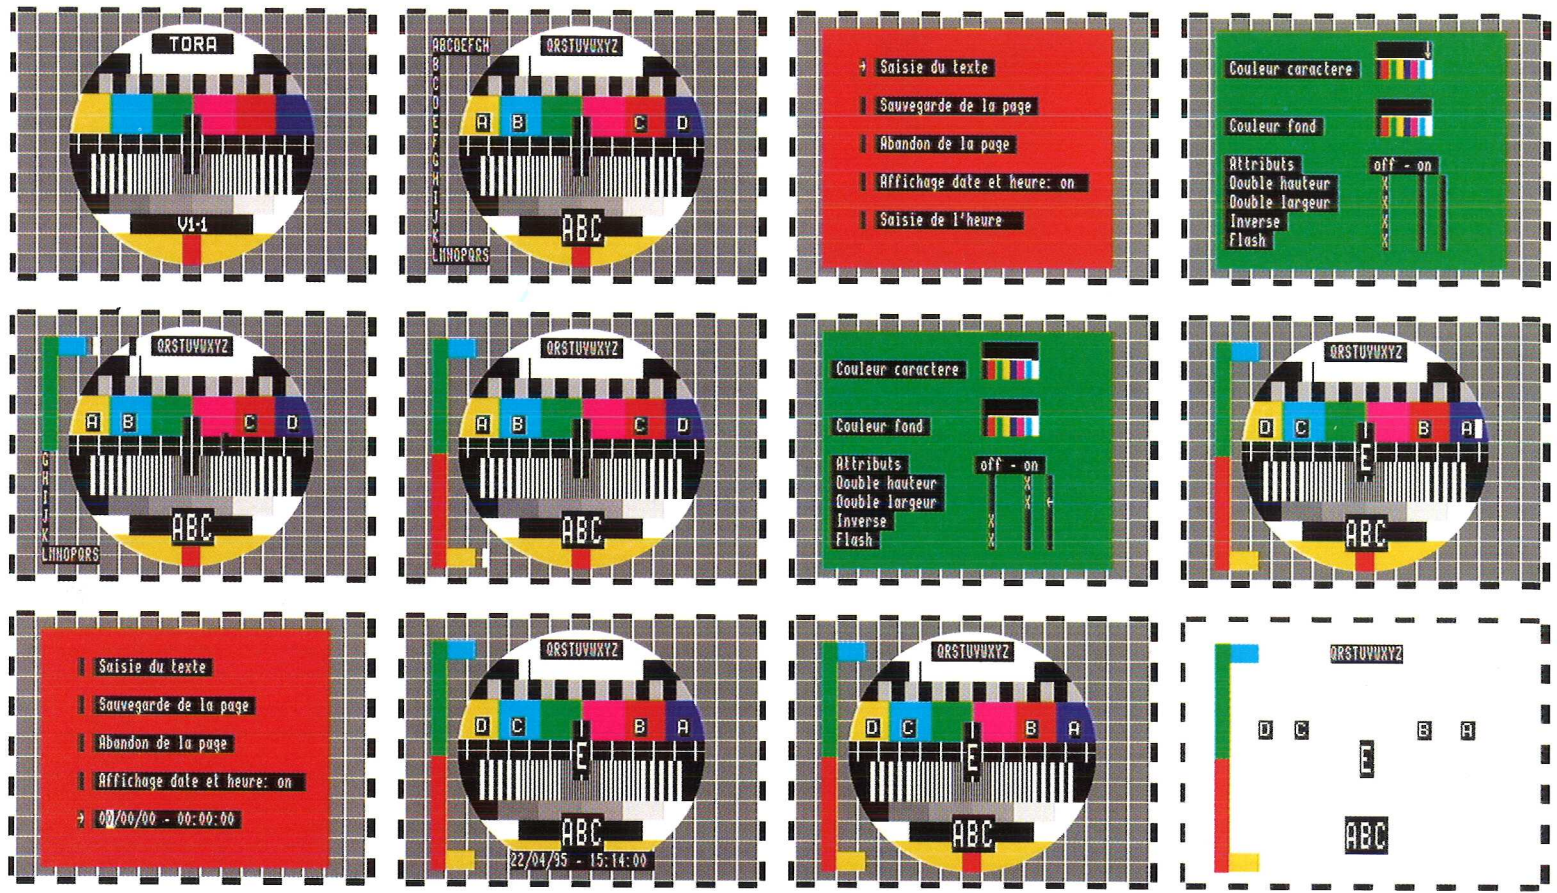 TORA
V1-1
ABCDEFGH
B
C
D
E
F
G
H
I
J
K
LMNOPQRS
QRSTUVWXYZ
A B C D
ABC
→ Saisie du texte
Sauvegarde de la page
Abandon de la page
Affichage date et heure: on
Saisie de l'heure
Couleur caractere
Couleur fond
Attributs off - on
Double hauteur X
Double largeur X
Inverse X
Flash X
QRSTUVWXYZ
A B C D
G
H
I
J
K
LMNOPQRS
ABC
QRSTUVWXYZ
A B C D
ABC
Couleur caractere
Couleur fond
Attributs off - on
Double hauteur X
Double largeur X ←
Inverse X
Flash X
QRSTUVWXYZ
D C B A
E
ABC
Saisie du texte
Sauvegarde de la page
Abandon de la page
Affichage date et heure: on
→ 00/00/00 - 00:00:00
QRSTUVWXYZ
D C B A
E
ABC
22/04/95 - 15:14:00
QRSTUVWXYZ
D C B A
E
ABC
QRSTUVWXYZ
D C B A
E
ABC